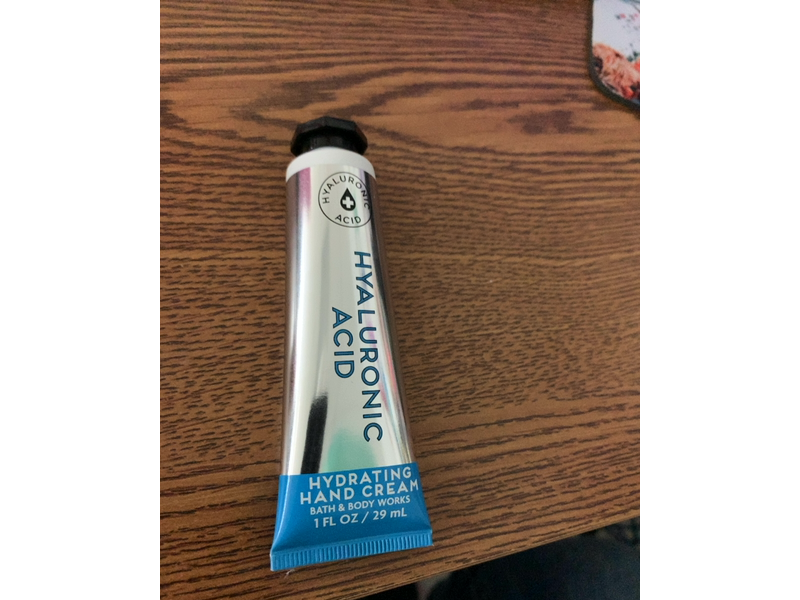 HYALURONIC
ACID
HYALURONIC
ACID
HYDRATING
HAND CREAM
BATH & BODY WORKS
1 FL OZ / 29 mL